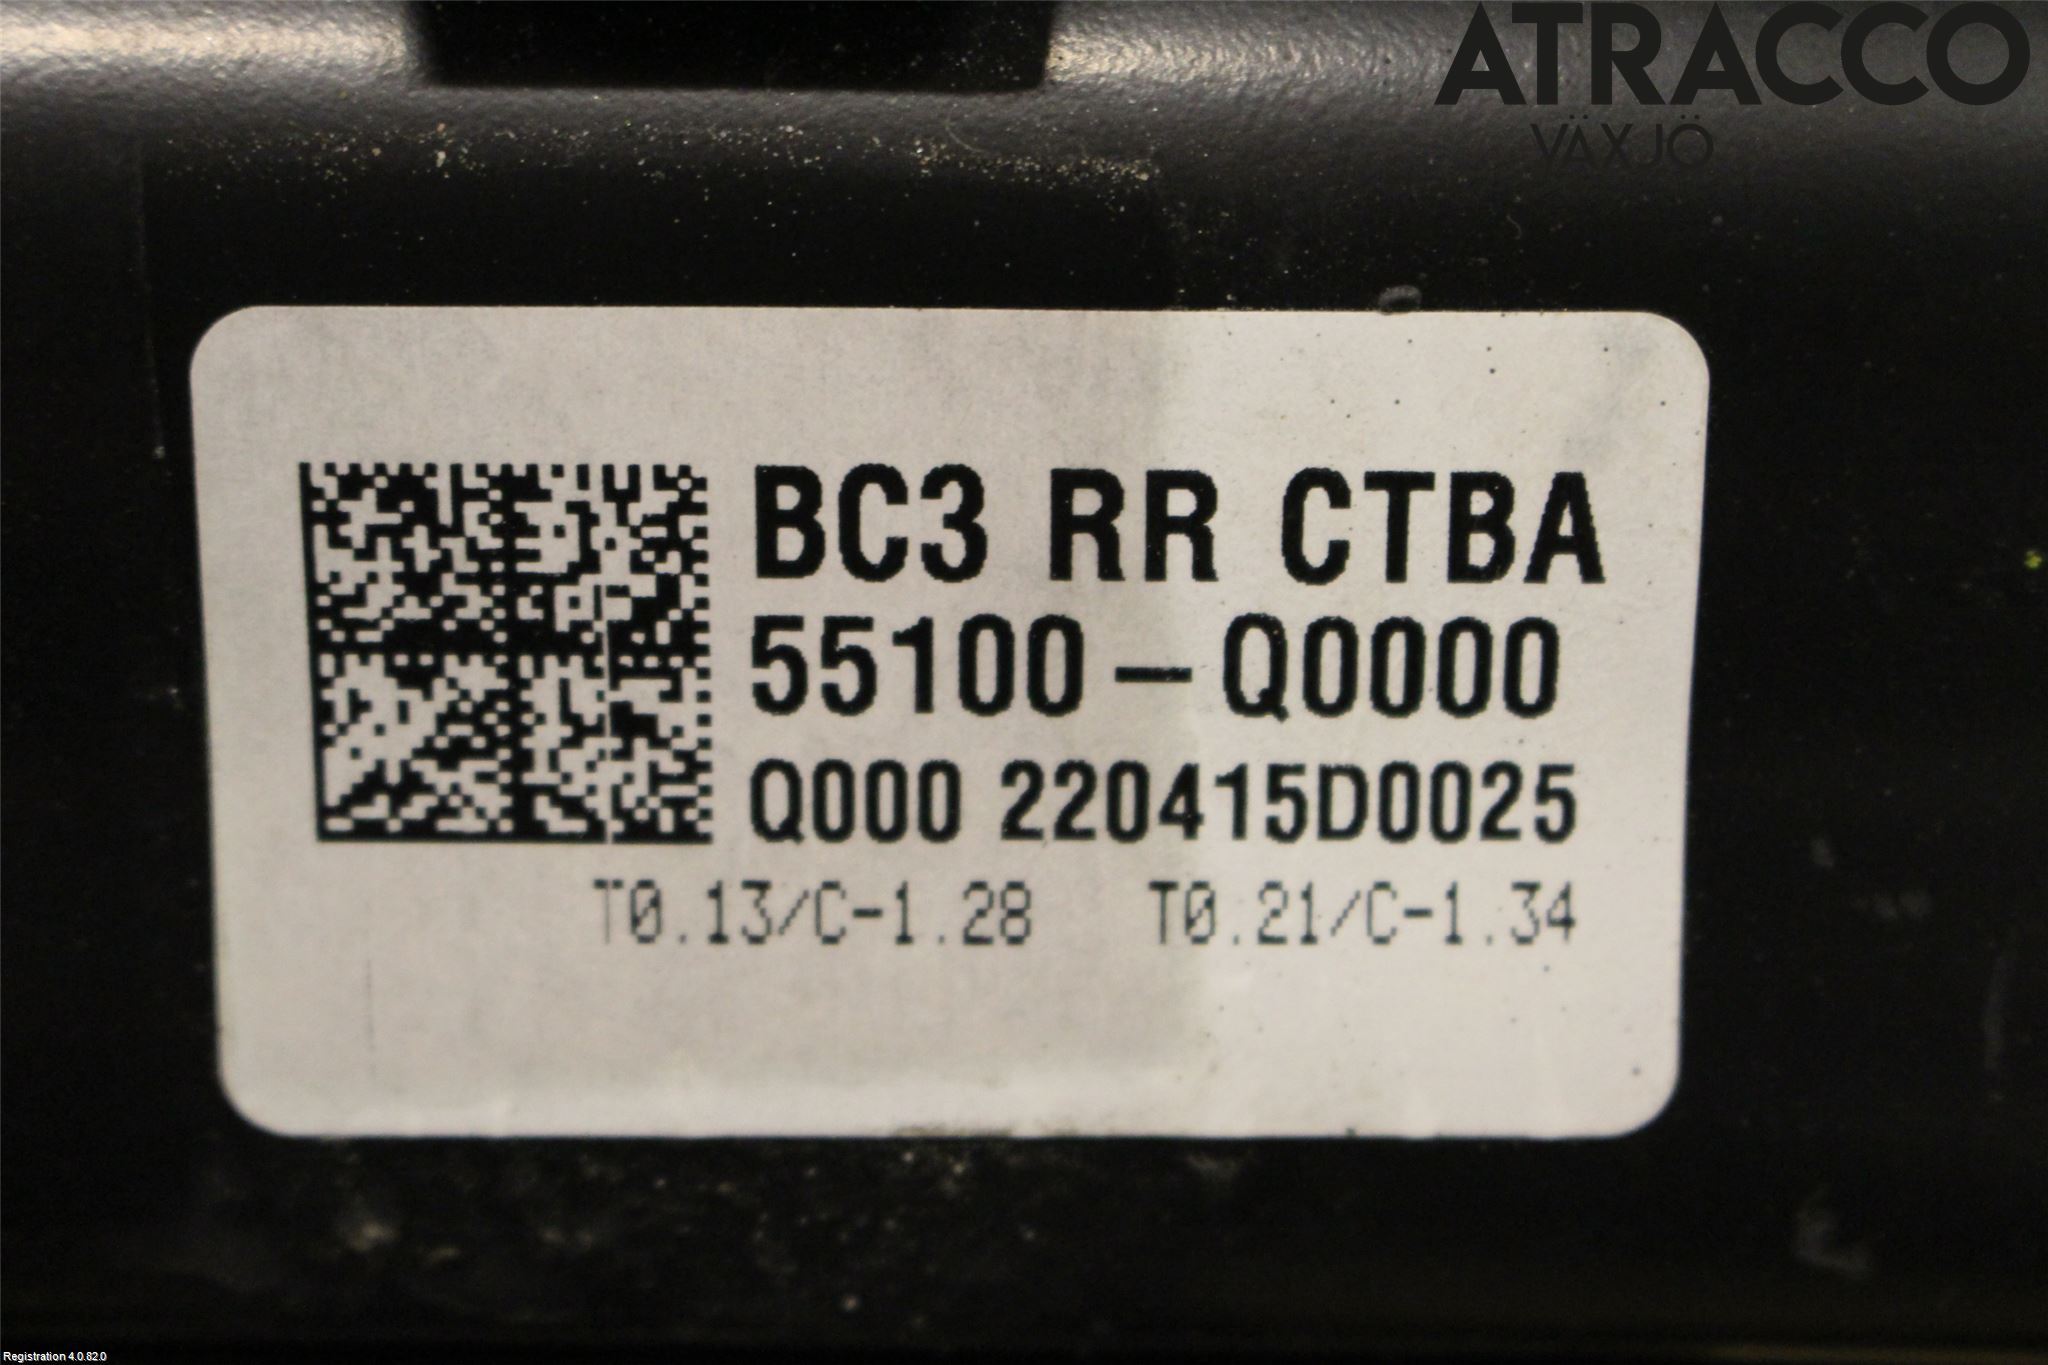 ATRACCO
VÄXJÖ
BC3 RR CTBA
55100-Q0000
Q000 220415D0025
T0.13/C-1.28 T0.21/C-1.34
Registration 4.0.82.0